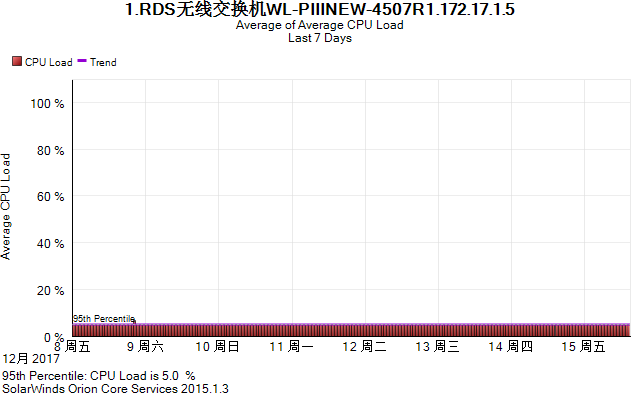 1.RDS无线交换机WL-PIIINEW-4507R1.172.17.1.5
Average of Average CPU Load
Last 7 Days
CPU Load Trend
100 %
80 %
60 %
40 %
20 %
0 %
Average CPU Load
95th Percentile
8 周五 9 周六 10 周日 11 周一 12 周二 13 周三 14 周四 15 周五
12月 2017
95th Percentile: CPU Load is 5.0 %
SolarWinds Orion Core Services 2015.1.3